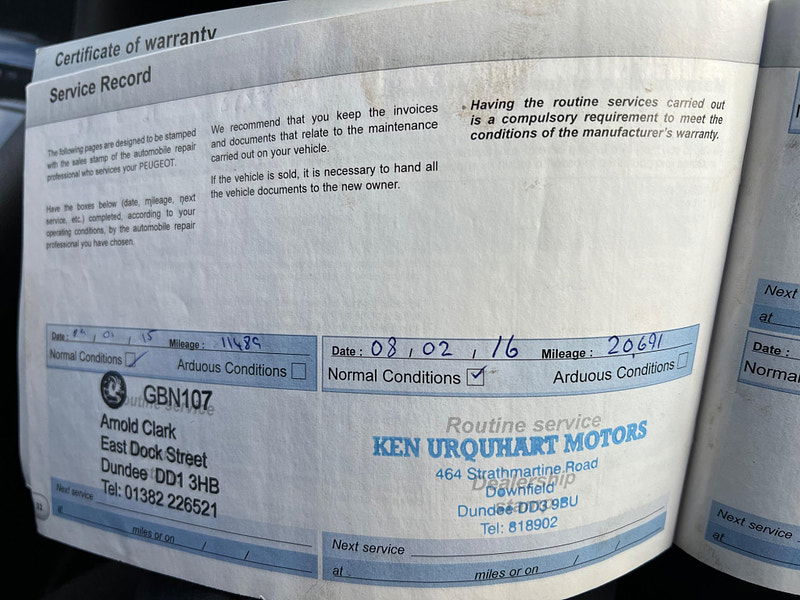 Certificate of warranty
Service Record
The following pages are designed to be stamped
with the sales stamp of the automobile repair
professional who services your PEUGEOT.
Have the boxes below (date, mileage, next
service, etc.) completed, according to your
operating conditions, by the automobile repair
professional you have chosen.
We recommend that you keep the invoices
and documents that relate to the maintenance
carried out on your vehicle.
If the vehicle is sold, it is necessary to hand all
the vehicle documents to the new owner.
Having the routine services carried out
is a compulsory requirement to meet the
conditions of the manufacturer's warranty.
Date : / / 15 Mileage : 11489
Normal Conditions ✓ Arduous Conditions
GBN107
Routine service
Arnold Clark
East Dock Street
Dundee DD1 3HB
Tel: 01382 226521
Next service
at miles or on / /
Date : 08 / 02 / 16 Mileage : 20691
Normal Conditions ✓ Arduous Conditions
Routine service
KEN URQUHART MOTORS
464 Strathmartine Road
Dealership
Downfield
stamp
Dundee DD3 9BU
Tel: 818902
Next service
at miles or on / /
Next
at
Date :
Normal
Next service
at